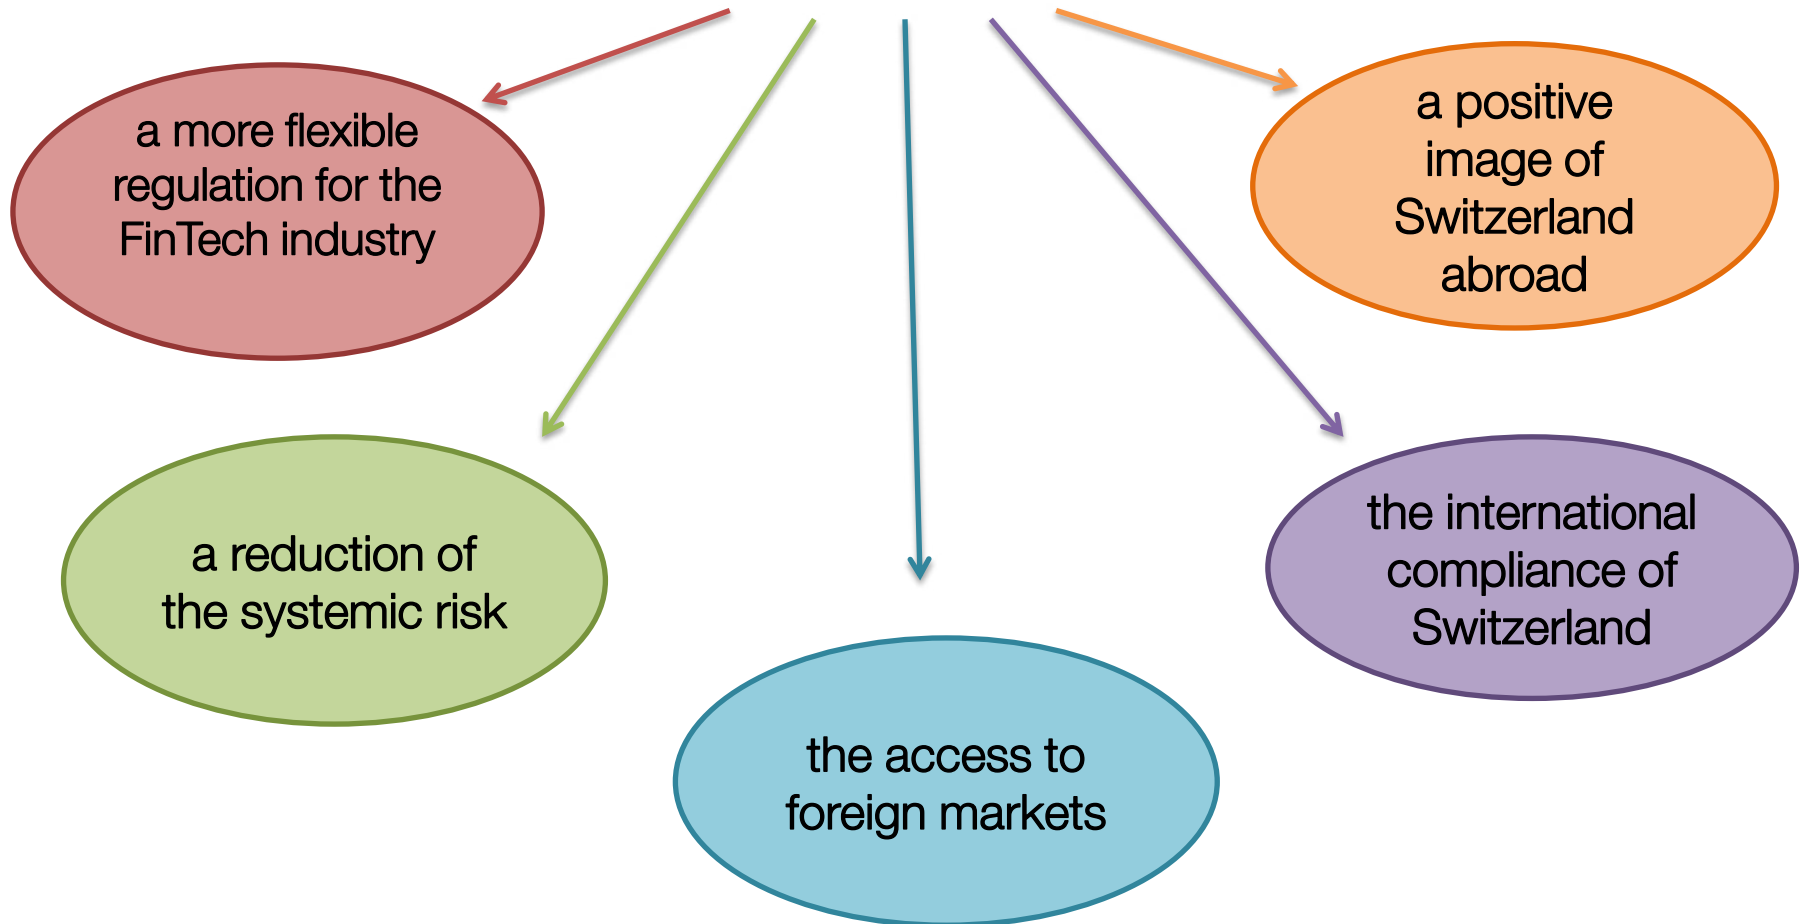 a more flexible
regulation for the
FinTech industry
a positive
image of
Switzerland
abroad
a reduction of
the systemic risk
the international
compliance of
Switzerland
the access to
foreign markets